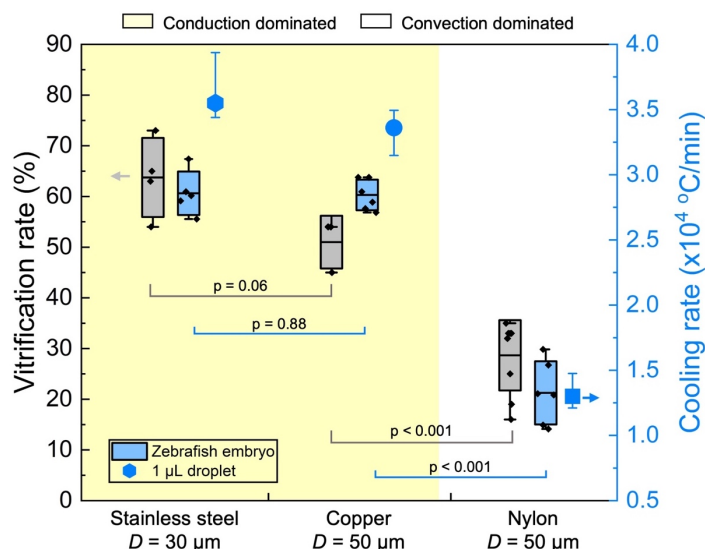 Conduction dominated
Convection dominated
90
80
70
60
50
40
30
20
10
0
Vitrification rate (%)
4.0
3.5
3.0
2.5
2.0
1.5
1.3
1.0
0.5
Cooling rate (x10⁴ °C/min)
p = 0.06
p = 0.88
p < 0.001
p < 0.001
Zebrafish embryo
1 µL droplet
Stainless steel
D = 30 µm
Copper
D = 50 µm
Nylon
D = 50 µm